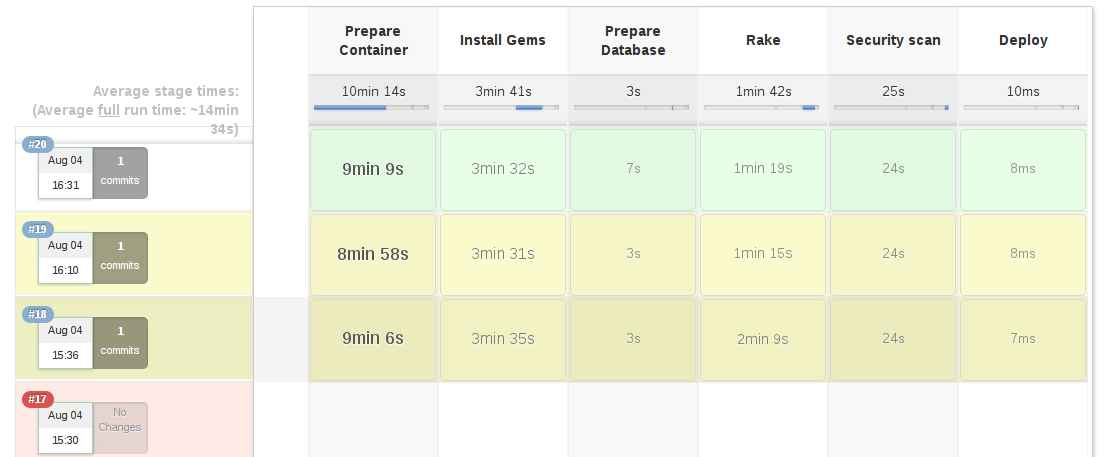 Prepare Container
Install Gems
Prepare Database
Rake
Security scan
Deploy
Average stage times:
(Average full run time: ~14min
34s)
10min 14s
3min 41s
3s
1min 42s
25s
10ms
#20
Aug 04
16:31
1
commits
9min 9s
3min 32s
7s
1min 19s
24s
8ms
#19
Aug 04
16:10
1
commits
8min 58s
3min 31s
3s
1min 15s
24s
8ms
#18
Aug 04
15:36
1
commits
9min 6s
3min 35s
3s
2min 9s
24s
7ms
#17
Aug 04
15:30
No
Changes